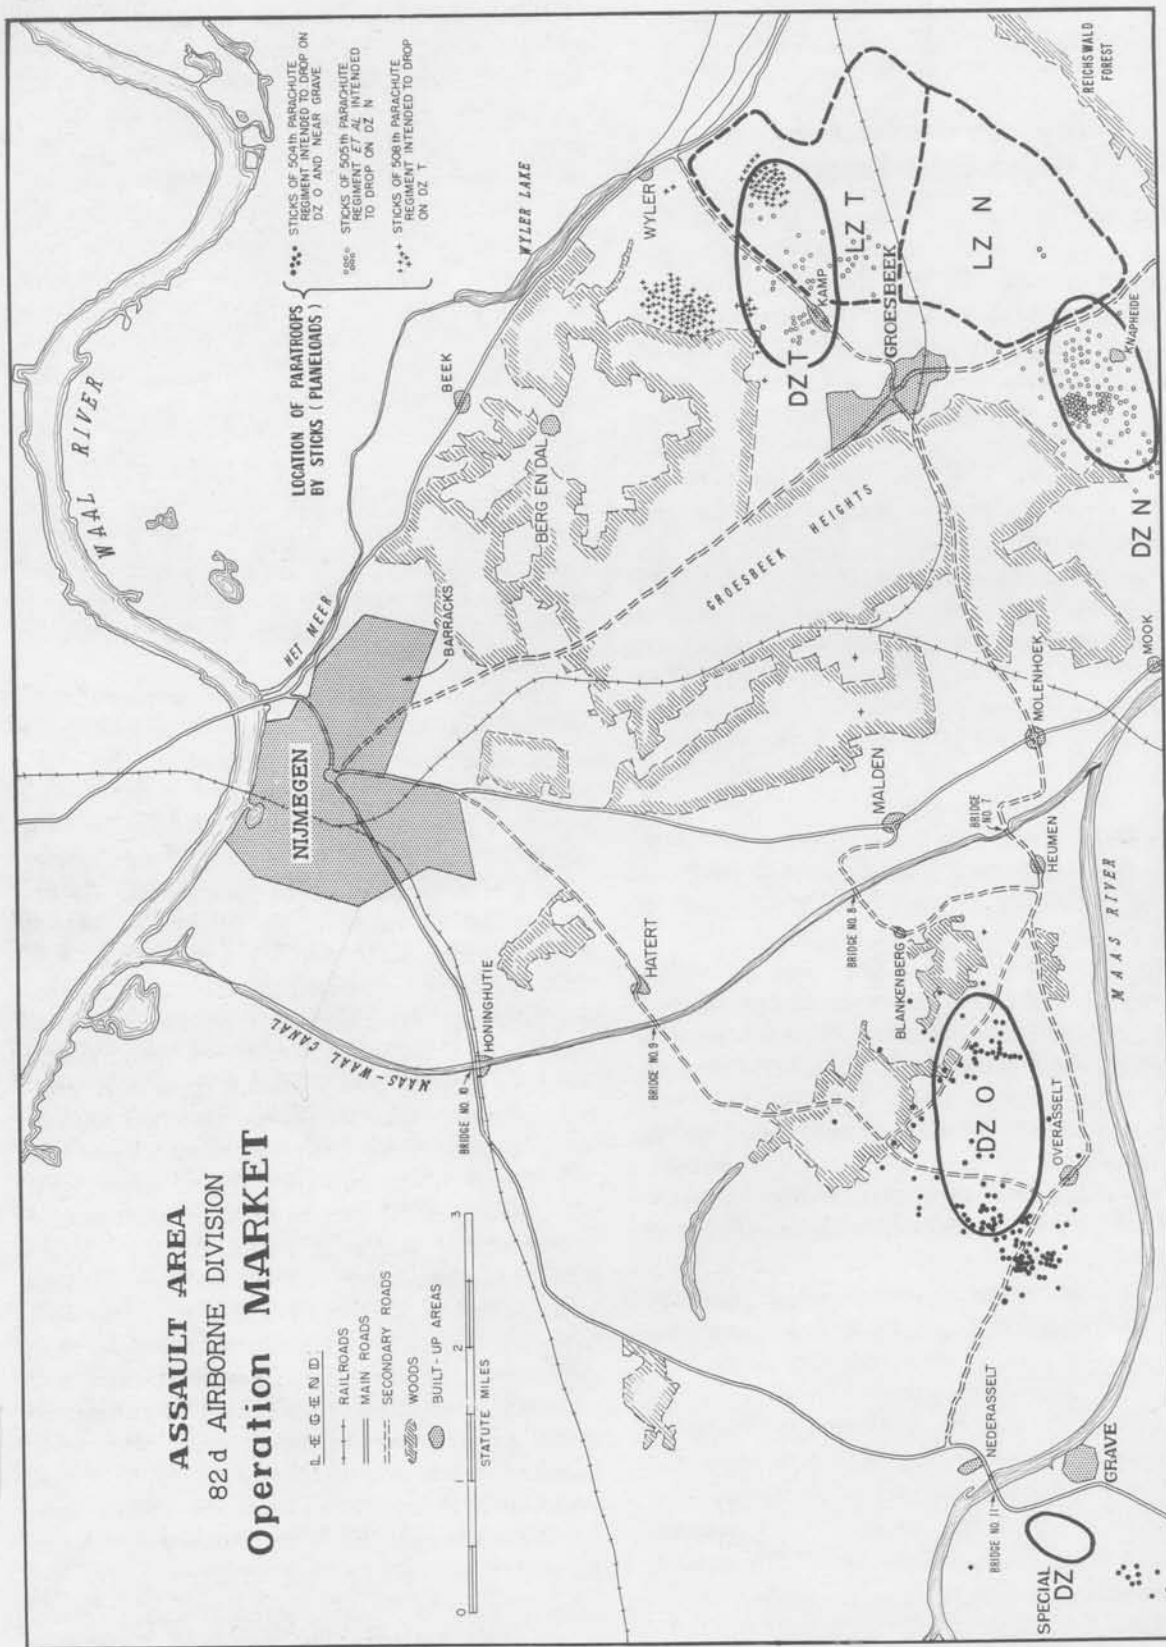 ASSAULT AREA
82d AIRBORNE DIVISION
Operation MARKET
LEGEND
RAILROADS
MAIN ROADS
SECONDARY ROADS
WOODS
BUILT-UP AREAS
0 1 2 3
STATUTE MILES
LOCATION OF PARATROOPS
BY STICKS (PLANELOADS)
STICKS OF 504th PARACHUTE
REGIMENT INTENDED TO DROP ON
DZ O AND NEAR GRAVE
STICKS OF 505th PARACHUTE
REGIMENT ET AL INTENDED
TO DROP ON DZ N
STICKS OF 508th PARACHUTE
REGIMENT INTENDED TO DROP
ON DZ T
WAAL RIVER
HET MEER
NIJMEGEN
BARRACKS
BEEK
WYLER LAKE
BERG EN DAL
WYLER
MAAS-WAAL CANAL
BRIDGE NO. 10
HONINGHUTIE
HATERT
BRIDGE NO. 9
GROESBEEK HEIGHTS
DZ T
KAMP
LZ T
GROESBEEK
LZ N
REICHSWALD
FOREST
BRIDGE NO. 8
MALDEN
BLANKENBERG
BRIDGE
NO. 7
HEUMEN
MOLENHOEK
MOOK
DZ N
KNAPHEIDE
DZ O
OVERASSELT
MAAS RIVER
NEDERASSELT
BRIDGE NO. 11
GRAVE
SPECIAL
DZ